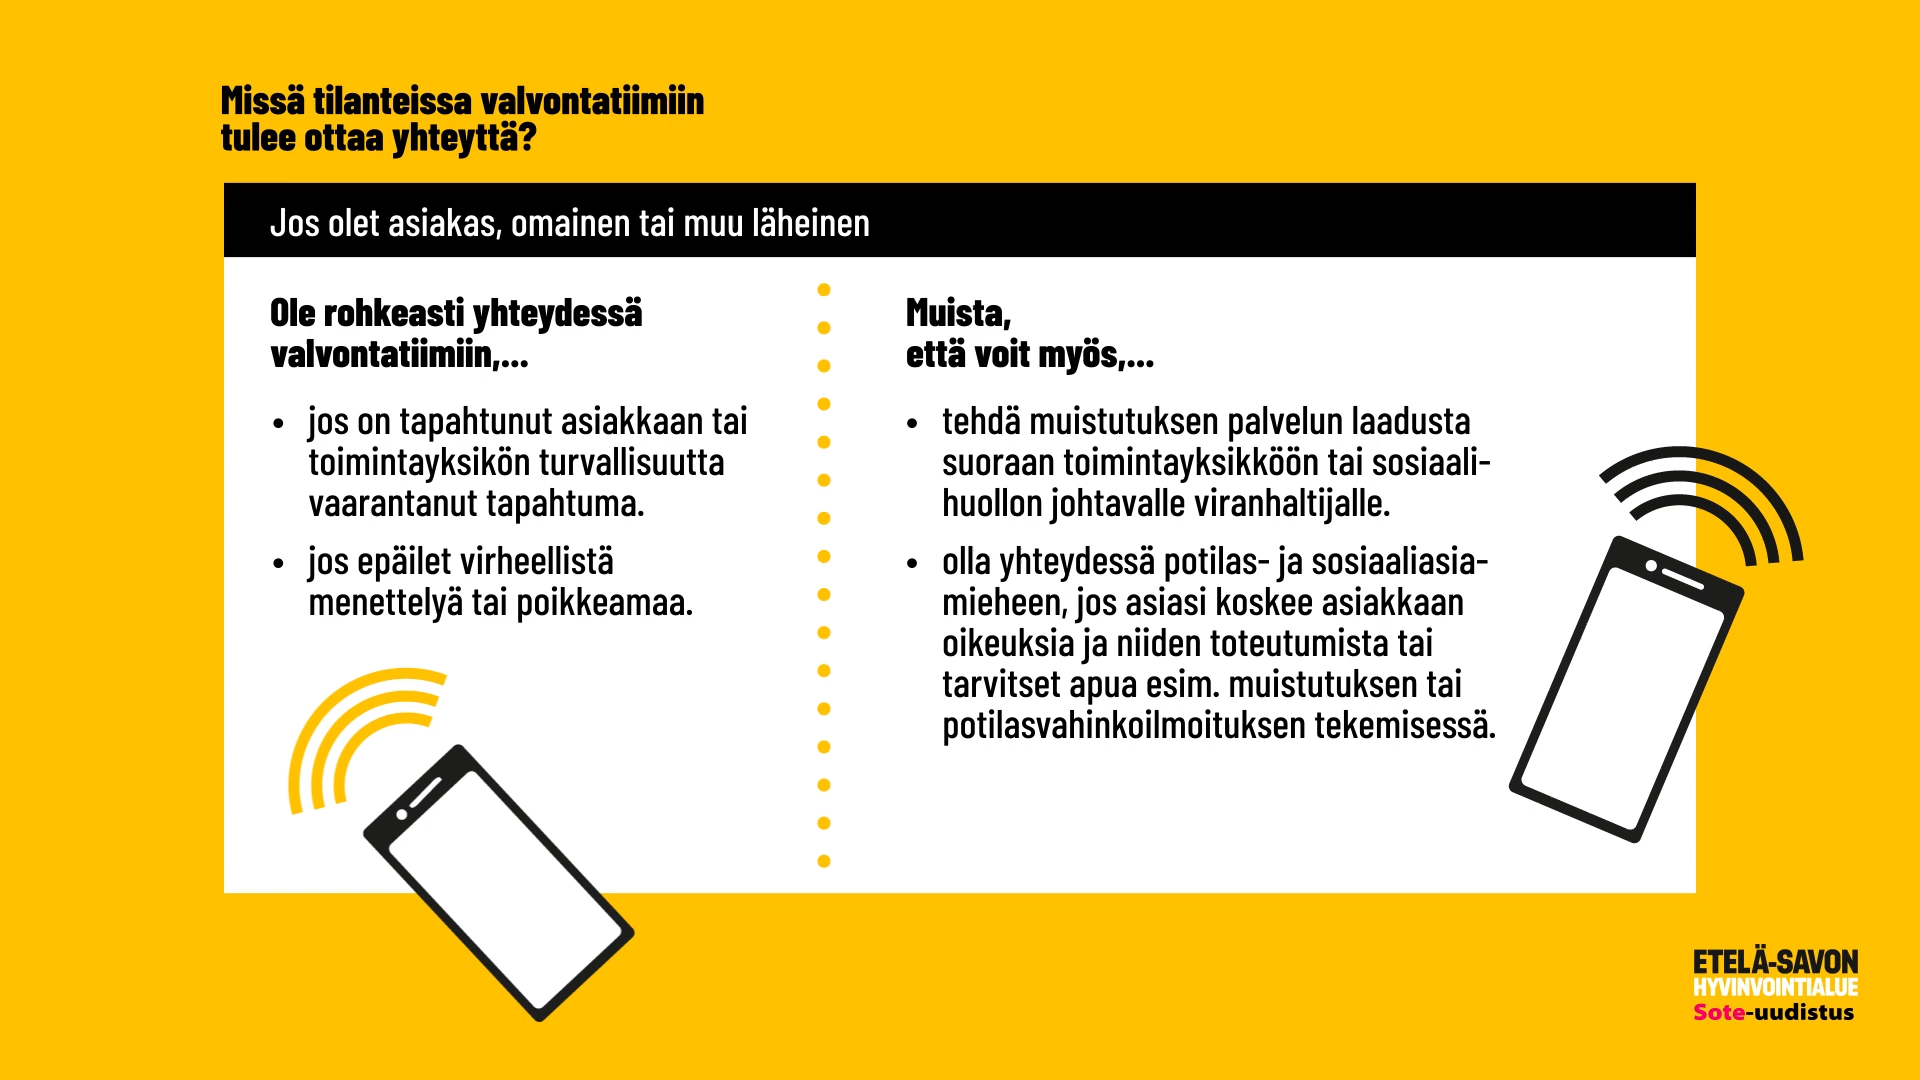 Missä tilanteissa valvontatiimiin
tulee ottaa yhteyttä?
Jos olet asiakas, omainen tai muu läheinen
Ole rohkeasti yhteydessä
valvontatiimiin,...
• jos on tapahtunut asiakkaan tai
toimintayksikön turvallisuutta
vaarantanut tapahtuma.
• jos epäilet virheellistä
menettelyä tai poikkeamaa.
Muista,
että voit myös,...
• tehdä muistutuksen palvelun laadusta
suoraan toimintayksikköön tai sosiaali-
huollon johtavalle viranhaltijalle.
• olla yhteydessä potilas- ja sosiaaliasia-
mieheen, jos asiasi koskee asiakkaan
oikeuksia ja niiden toteutumista tai
tarvitset apua esim. muistutuksen tai
potilasvahinkoilmoituksen tekemisessä.
ETELÄ-SAVON
HYVINVOINTIALUE
Sote-uudistus